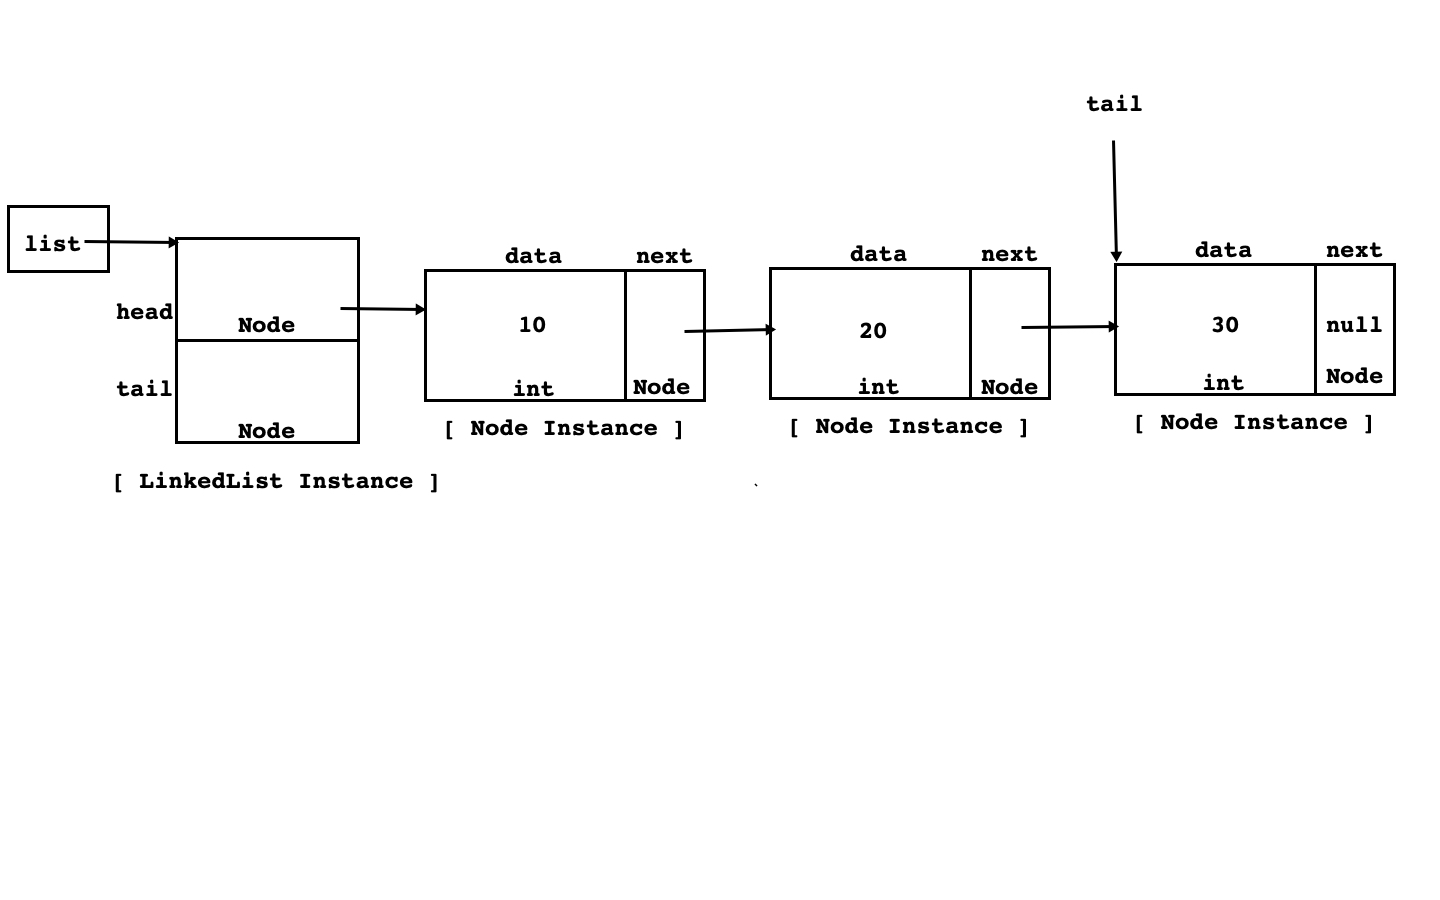 tail
list
head
Node
tail
Node
[ LinkedList Instance ]
data next
10
int Node
[ Node Instance ]
data next
20
int Node
[ Node Instance ]
data next
30 null
int Node
[ Node Instance ]
`